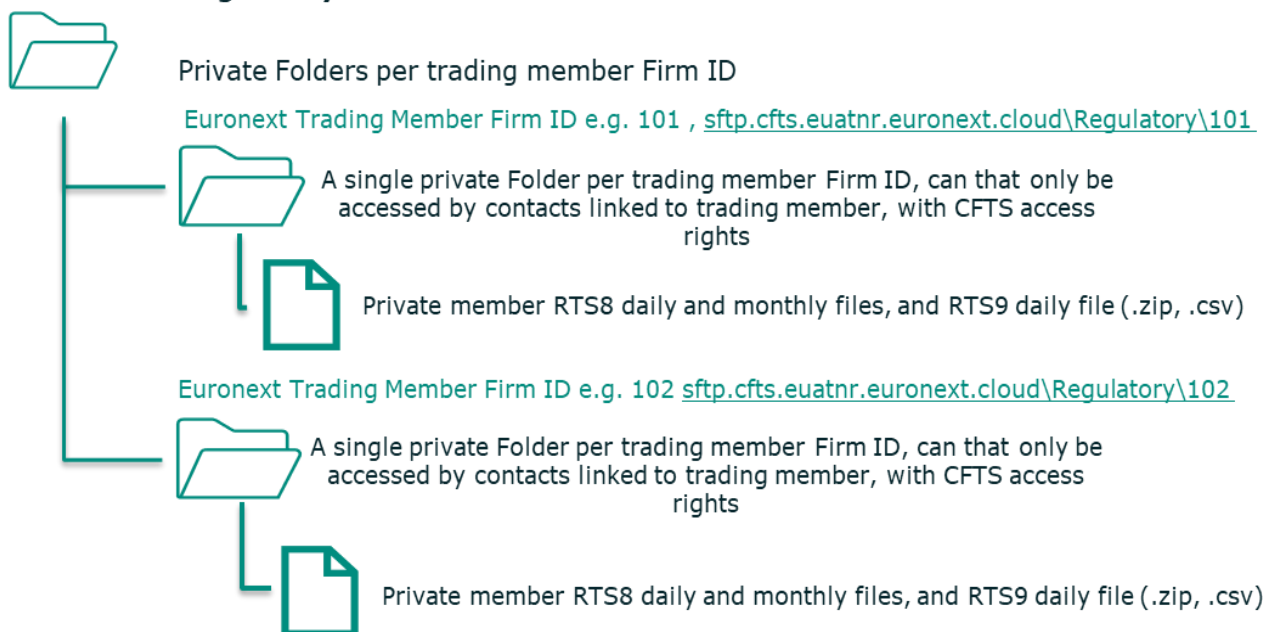 Private Folders per trading member Firm ID
Euronext Trading Member Firm ID e.g. 101 , sftp.cfts.euatnr.euronext.cloud\Regulatory\101
A single private Folder per trading member Firm ID, can that only be
accessed by contacts linked to trading member, with CFTS access
rights
Private member RTS8 daily and monthly files, and RTS9 daily file (.zip, .csv)
Euronext Trading Member Firm ID e.g. 102 sftp.cfts.euatnr.euronext.cloud\Regulatory\102
A single private Folder per trading member Firm ID, can that only be
accessed by contacts linked to trading member, with CFTS access
rights
Private member RTS8 daily and monthly files, and RTS9 daily file (.zip, .csv)